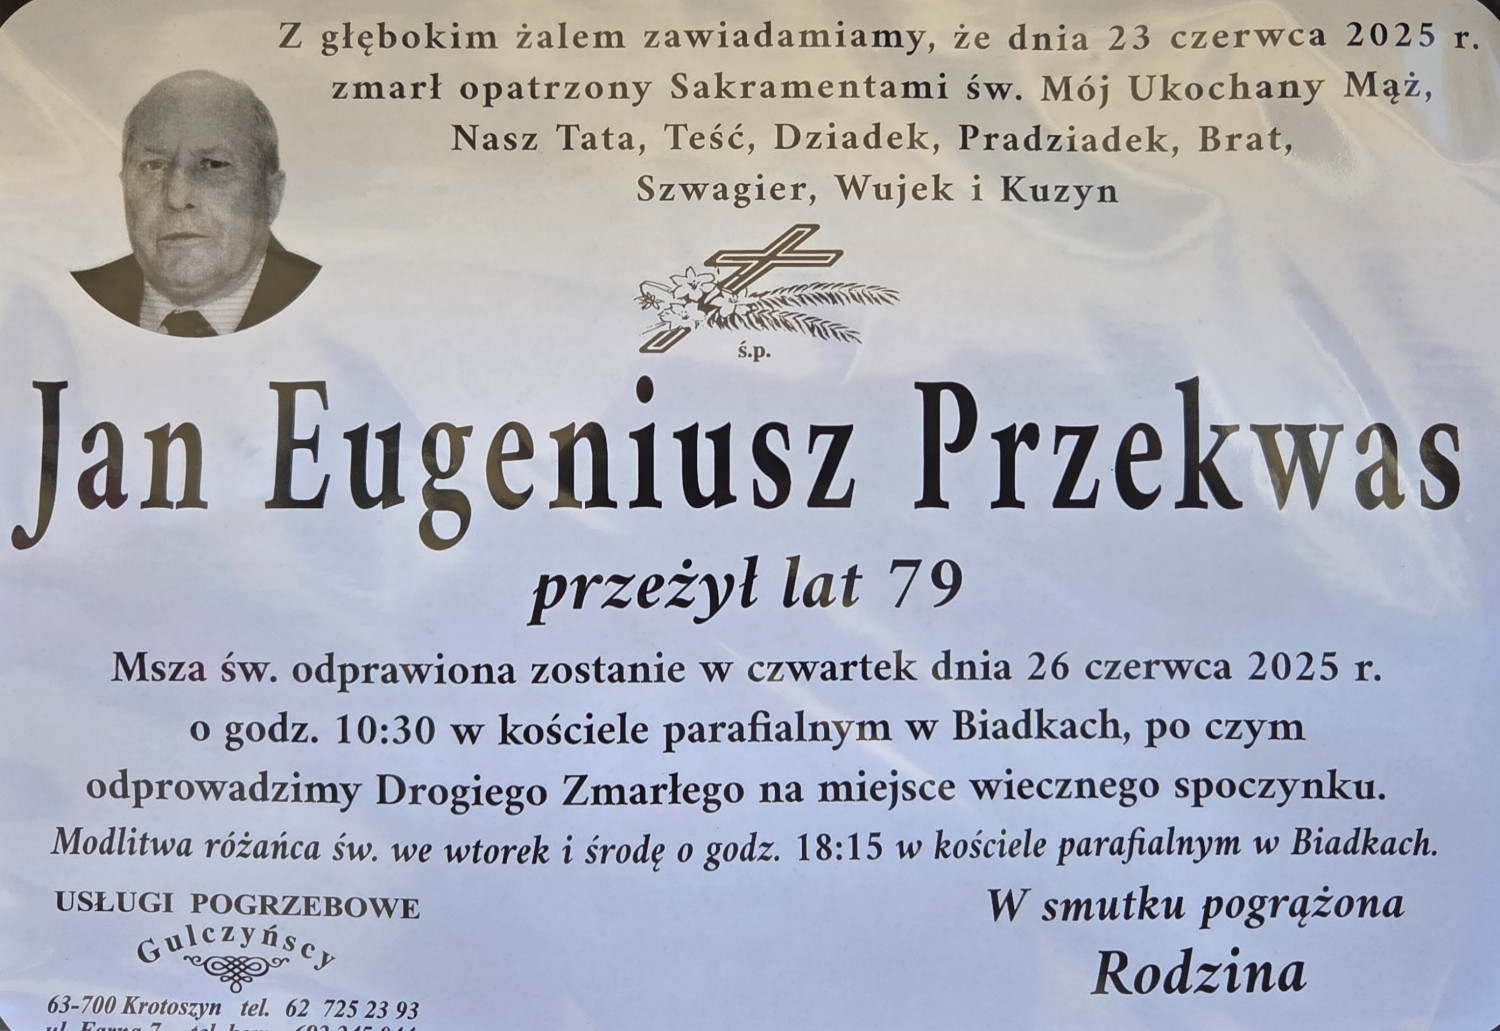 Z głębokim żalem zawiadamiamy, że dnia 23 czerwca 2025 r.
zmarł opatrzony Sakramentami św. Mój Ukochany Mąż,
Nasz Tata, Teść, Dziadek, Pradziadek, Brat,
Szwagier, Wujek i Kuzyn
ś.p.
Jan Eugeniusz Przekwas
przeżył lat 79
Msza św. odprawiona zostanie w czwartek dnia 26 czerwca 2025 r.
o godz. 10:30 w kościele parafialnym w Biadkach, po czym
odprowadzimy Drogiego Zmarłego na miejsce wiecznego spoczynku.
Modlitwa różańca św. we wtorek i środę o godz. 18:15 w kościele parafialnym w Biadkach.
W smutku pogrążona
Rodzina
USŁUGI POGRZEBOWE
Gulczyńscy
63-700 Krotoszyn tel. 62 725 23 93